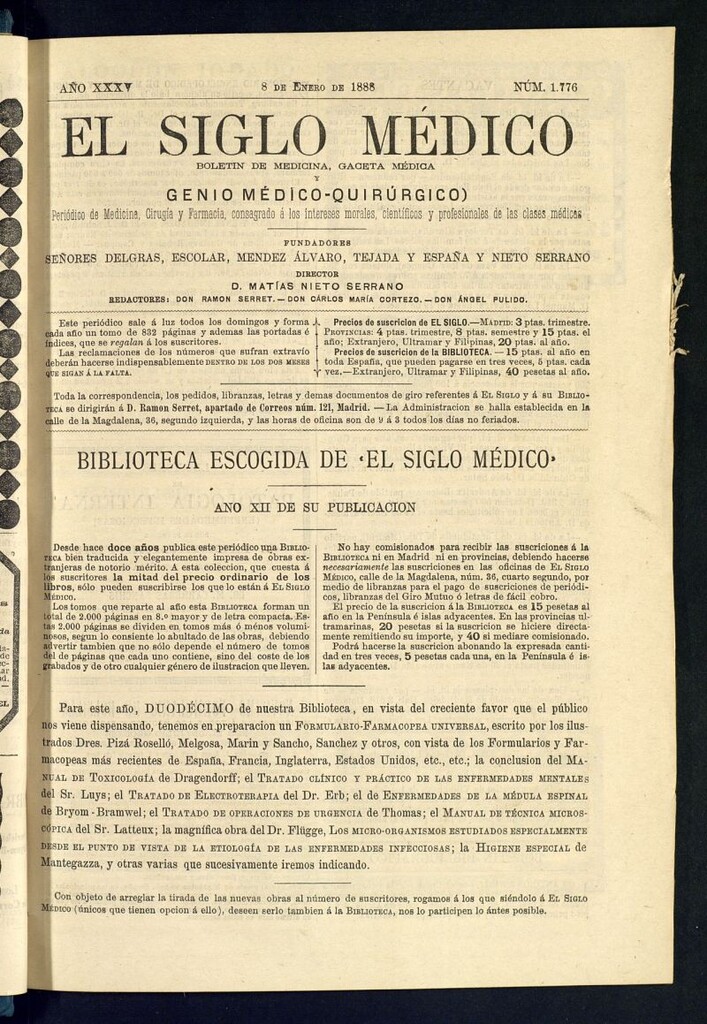 AÑO XXXV 8 DE ENERO DE 1888 NÚM. 1.776
EL SIGLO MÉDICO
BOLETIN DE MEDICINA, GACETA MÉDICA
Y
GENIO MÉDICO-QUIRÚRGICO)
Periódico de Medicina, Cirugía y Farmacia, consagrado á los intereses morales, científicos y profesionales de las clases médicas
FUNDADORES
SEÑORES DELGRAS, ESCOLAR, MENDEZ ÁLVARO, TEJADA Y ESPAÑA Y NIETO SERRANO
DIRECTOR
D. MATÍAS NIETO SERRANO
REDACTORES: DON RAMON SERRET.—DON CÁRLOS MARÍA CORTEZO.—DON ÁNGEL PULIDO.
Este periódico sale á luz todos los domingos y forma
cada año un tomo de 832 páginas y ademas las portadas é
índices, que se regalan á los suscritores.
Las reclamaciones de los números que sufran extravío
deberán hacerse indispensablemente DENTRO DE LOS DOS MESES
QUE SIGAN Á LA FALTA.
Precios de suscricion de EL SIGLO.—MADRID: 3 ptas. trimestre.
PROVINCIAS: 4 ptas. trimestre, 8 ptas. semestre y 15 ptas. el
año; Extranjero, Ultramar y Filipinas, 20 ptas. al año.
Precios de suscricion de la BIBLIOTECA. — 15 ptas. al año en
toda España, que pueden pagarse en tres veces, 5 ptas. cada
vez.—Extranjero, Ultramar y Filipinas, 40 pesetas al año.
Toda la correspondencia, los pedidos, libranzas, letras y demas documentos de giro referentes á EL SIGLO y á su BIBLIO-
TECA se dirigirán á D. Ramon Serret, apartado de Correos núm. 121, Madrid. — La Administracion se halla establecida en la
calle de la Magdalena, 36, segundo izquierda, y las horas de oficina son de 9 á 3 todos los días no feriados.
BIBLIOTECA ESCOGIDA DE «EL SIGLO MÉDICO»
AÑO XII DE SU PUBLICACION
Desde hace doce años publica este periódico una BIBLIO-
TECA bien traducida y elegantemente impresa de obras ex-
tranjeras de notorio mérito. A esta coleccion, que cuesta á
los suscritores la mitad del precio ordinario de los
libros, sólo pueden suscribirse los que lo están á EL SIGLO
MÉDICO.
Los tomos que reparte al año esta BIBLIOTECA forman un
total de 2.000 páginas en 8.º mayor y de letra compacta. Es-
tas 2.000 páginas se dividen en tomos más ó ménos volumi-
nosos, segun lo consiente lo abultado de las obras, debiendo
advertir tambien que no sólo depende el número de tomos
del de páginas que cada uno contiene, sino del coste de los
grabados y de otro cualquier género de ilustracion que lleven.
No hay comisionados para recibir las suscriciones á la
BIBLIOTECA ni en Madrid ni en provincias, debiendo hacerse
necesariamente las suscriciones en las oficinas de EL SIGLO
MÉDICO, calle de la Magdalena, núm. 36, cuarto segundo, por
medio de libranzas para el pago de suscriciones de periódi-
cos, libranzas del Giro Mutuo ó letras de fácil cobro.
El precio de la suscricion á la BIBLIOTECA es 15 pesetas al
año en la Península é islas adyacentes. En las provincias ul-
tramarinas, 20 pesetas si la suscricion se hiciere directa-
mente remitiendo su importe, y 40 si mediare comisionado.
Podrá hacerse la suscricion abonando la expresada canti-
dad en tres veces, 5 pesetas cada una, en la Península é is-
las adyacentes.
Para este año, DUODÉCIMO de nuestra Biblioteca, en vista del creciente favor que el público
nos viene dispensando, tenemos en preparacion un FORMULARIO-FARMACOPEA UNIVERSAL, escrito por los ilus-
trados Dres. Pizá Roselló, Melgosa, Marin y Sancho, Sanchez y otros, con vista de los Formularios y Far-
macopeas más recientes de España, Francia, Inglaterra, Estados Unidos, etc., etc.; la conclusion del MA-
NUAL DE TOXICOLOGÍA de Dragendorff; el TRATADO CLÍNICO Y PRÁCTICO DE LAS ENFERMEDADES MENTALES
del Sr. Luys; el TRATADO DE ELECTROTERAPIA del Dr. Erb; el de ENFERMEDADES DE LA MÉDULA ESPINAL
de Bryom-Bramwel; el TRATADO DE OPERACIONES DE URGENCIA de Thomas; el MANUAL DE TÉCNICA MICROS-
CÓPICA del Sr. Latteux; la magnífica obra del Dr. Flügge, LOS MICRO-ORGANISMOS ESTUDIADOS ESPECIALMENTE
DESDE EL PUNTO DE VISTA DE LA ETIOLOGÍA DE LAS ENFERMEDADES INFECCIOSAS; la HIGIENE ESPECIAL de
Mantegazza, y otras varias que sucesivamente iremos indicando.
Con objeto de arreglar la tirada de las nuevas obras al número de suscritores, rogamos á los que siéndolo á EL SIGLO
MÉDICO (únicos que tienen opcion á ello), deseen serlo tambien á la BIBLIOTECA, nos lo participen lo ántes posible.